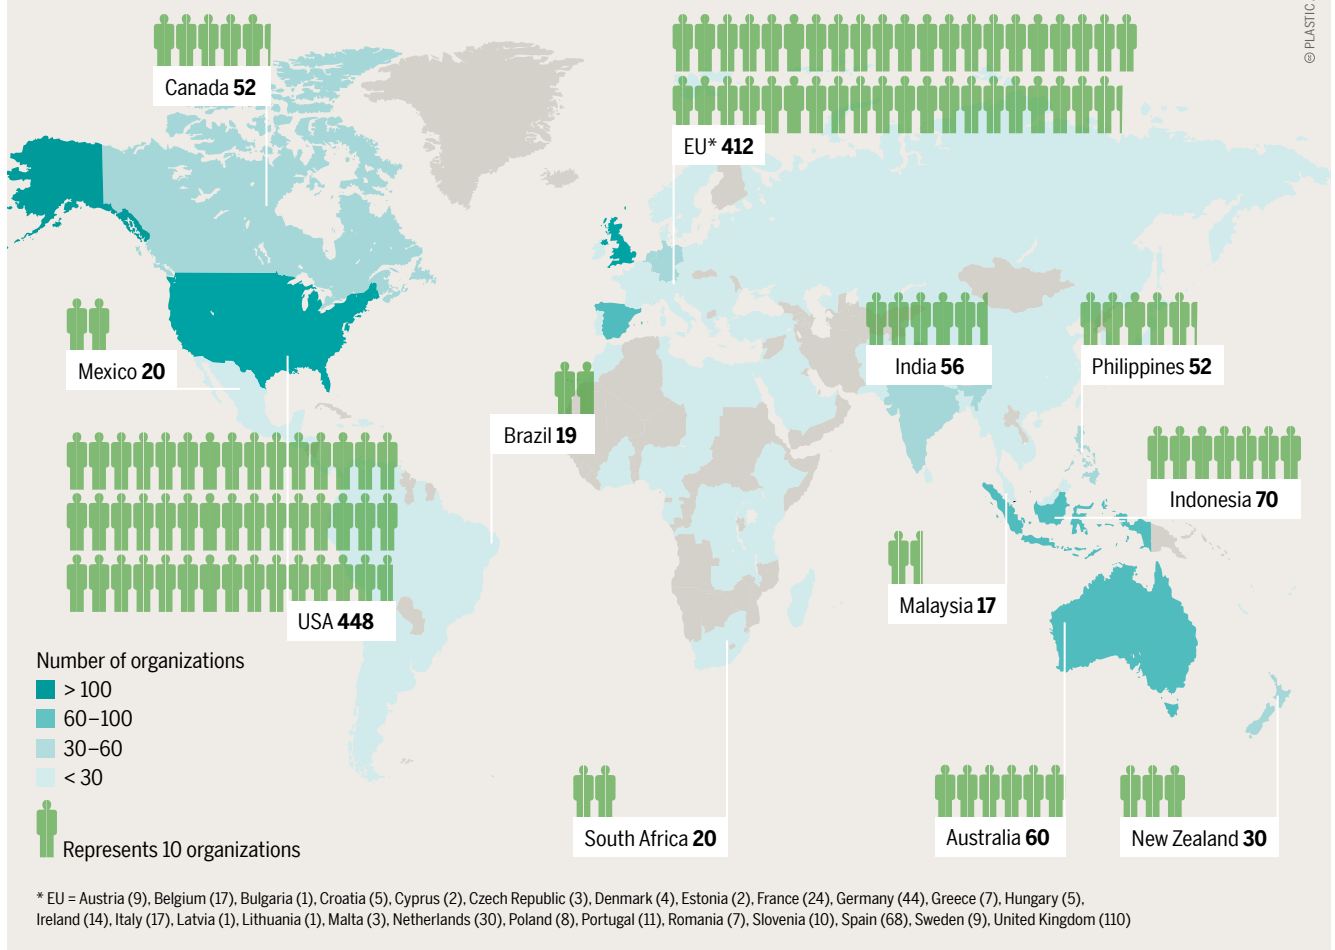 © PLASTIC
Canada 52
EU* 412
Mexico 20
India 56
Philippines 52
Brazil 19
Indonesia 70
Malaysia 17
USA 448
Number of organizations
> 100
60–100
30–60
< 30
Represents 10 organizations
South Africa 20
Australia 60
New Zealand 30
* EU = Austria (9), Belgium (17), Bulgaria (1), Croatia (5), Cyprus (2), Czech Republic (3), Denmark (4), Estonia (2), France (24), Germany (44), Greece (7), Hungary (5),
Ireland (14), Italy (17), Latvia (1), Lithuania (1), Malta (3), Netherlands (30), Poland (8), Portugal (11), Romania (7), Slovenia (10), Spain (68), Sweden (9), United Kingdom (110)